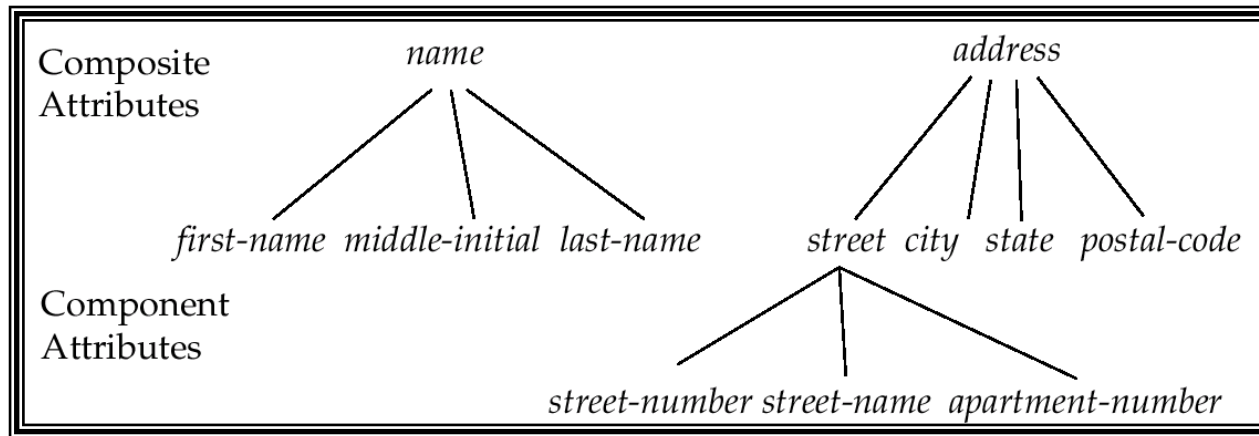 Composite
Attributes
name
address
first-name middle-initial last-name
street city state postal-code
Component
Attributes
street-number street-name apartment-number